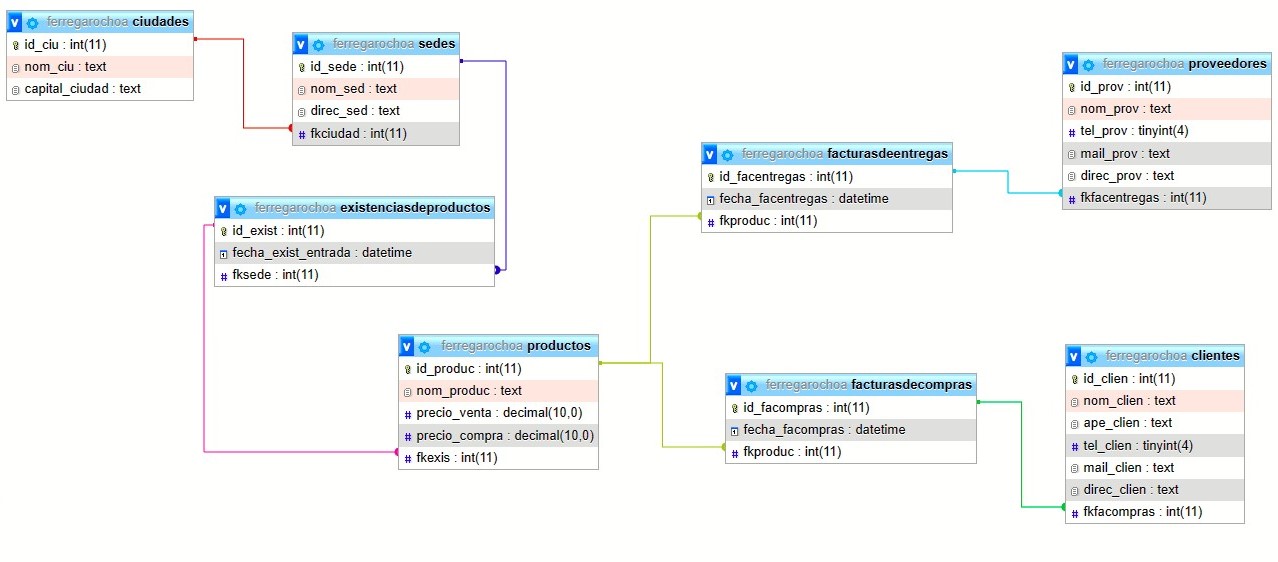 ferregarochoa ciudades
id_ciu : int(11)
nom_ciu : text
capital_ciudad : text
ferregarochoa sedes
id_sede : int(11)
nom_sed : text
direc_sed : text
fkciudad : int(11)
ferregarochoa existenciasdeproductos
id_exist : int(11)
fecha_exist_entrada : datetime
fksede : int(11)
ferregarochoa productos
id_produc : int(11)
nom_produc : text
precio_venta : decimal(10,0)
precio_compra : decimal(10,0)
fkexis : int(11)
ferregarochoa facturasdeentregas
id_facentregas : int(11)
fecha_facentregas : datetime
fkproduc : int(11)
ferregarochoa facturasdecompras
id_facompras : int(11)
fecha_facompras : datetime
fkproduc : int(11)
ferregarochoa proveedores
id_prov : int(11)
nom_prov : text
tel_prov : tinyint(4)
mail_prov : text
direc_prov : text
fkfacentregas : int(11)
ferregarochoa clientes
id_clien : int(11)
nom_clien : text
ape_clien : text
tel_clien : tinyint(4)
mail_clien : text
direc_clien : text
fkfacompras : int(11)